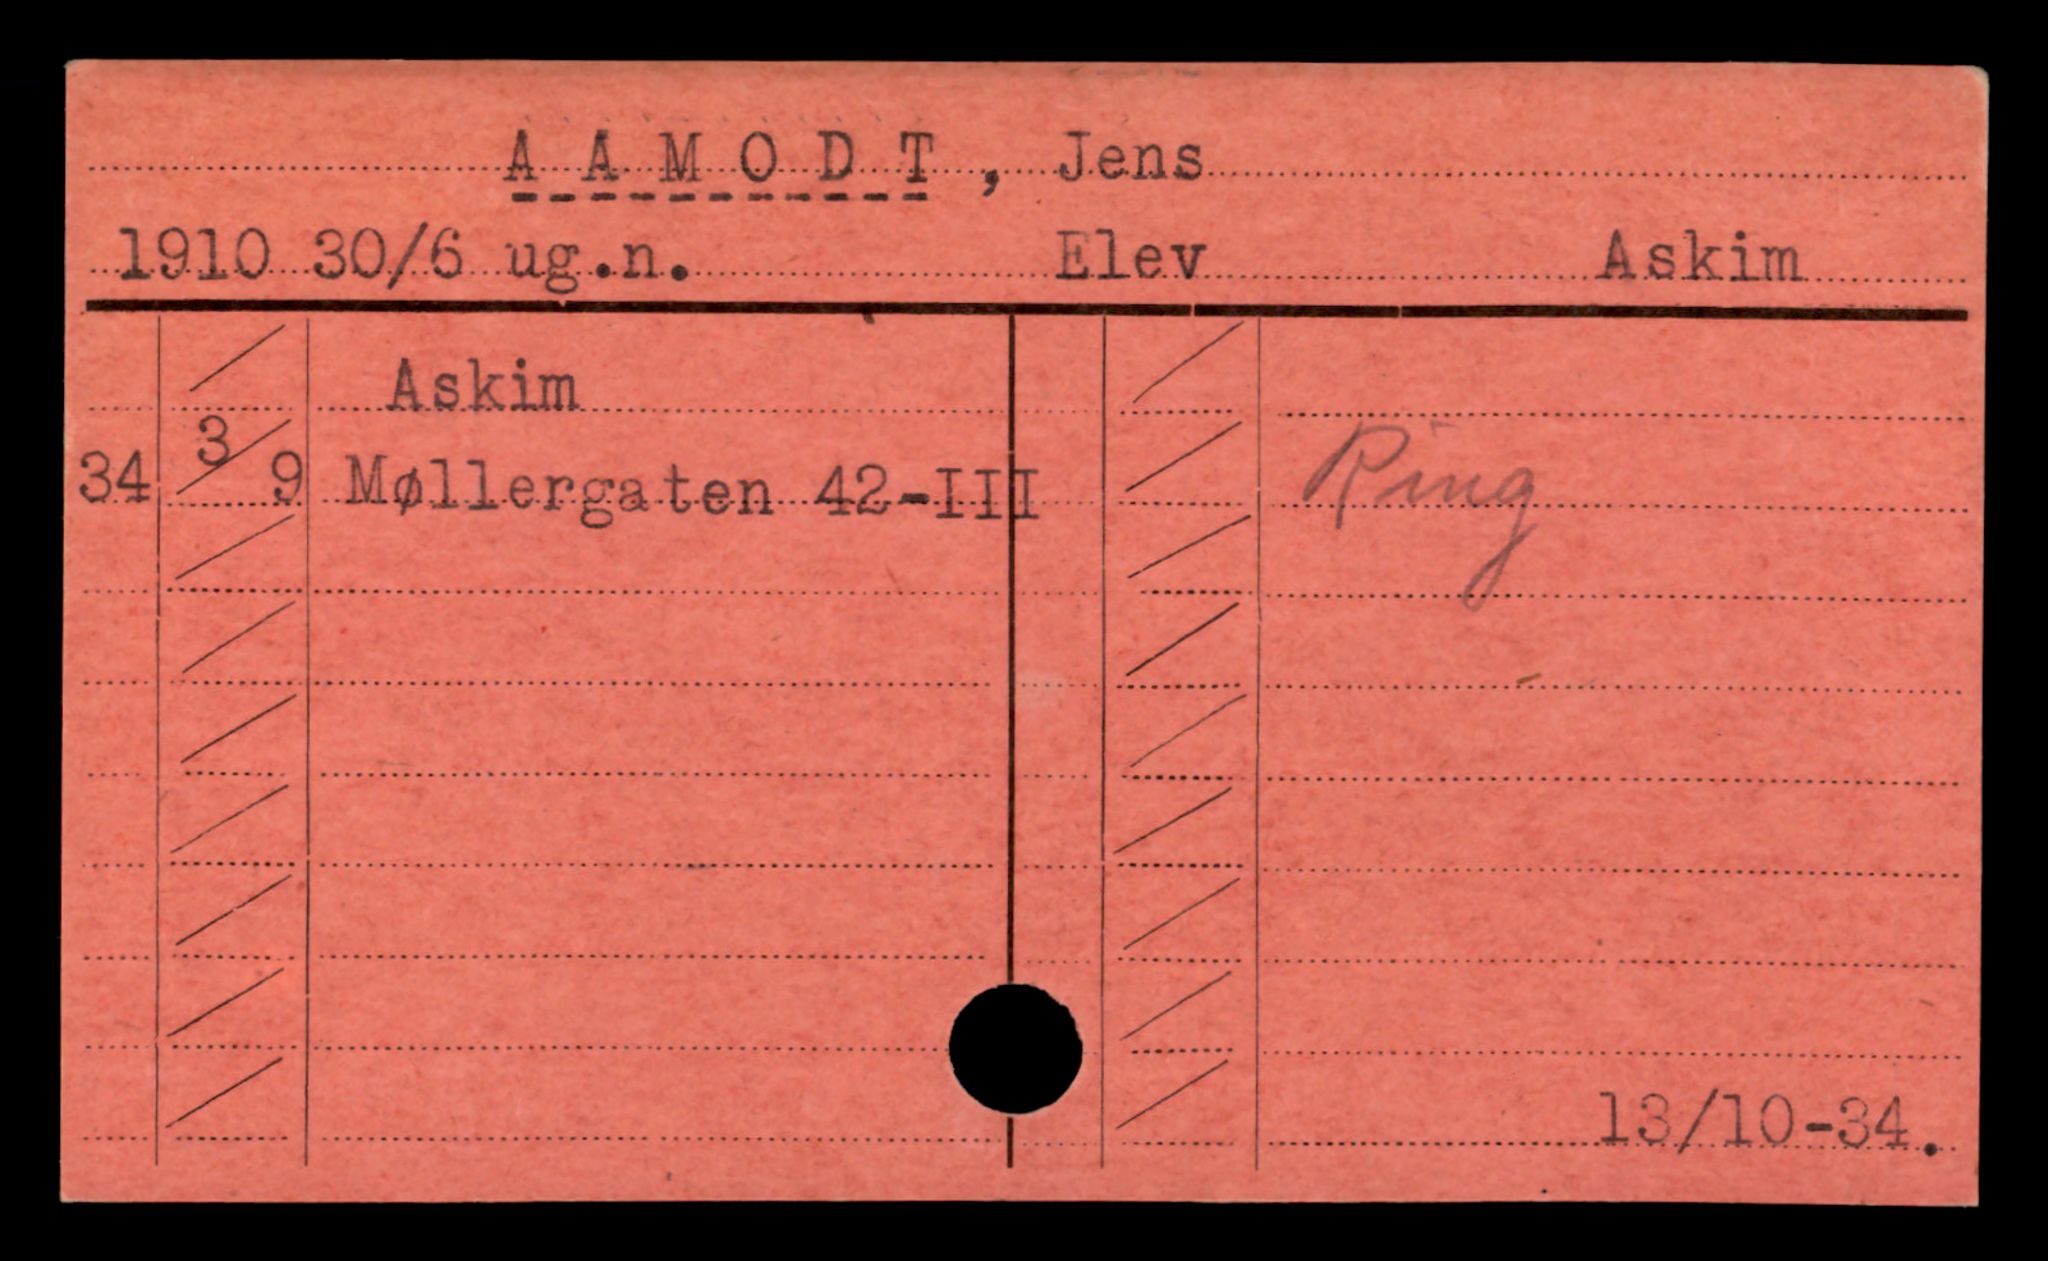 A A M O D T , Jens
1910 30/6 ug.n. Elev Askim
Askim
34 3/9 Møllergaten 42-III Ring
13/10-34.